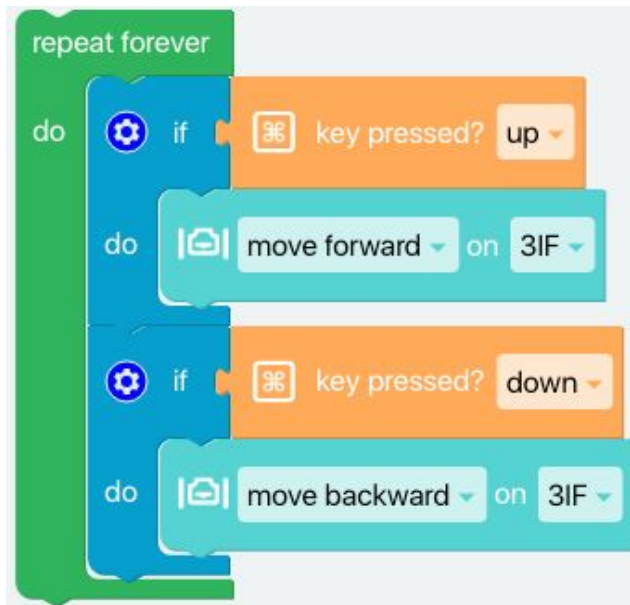 repeat forever
do if ⌘ key pressed? up
do move forward on 3IF
if ⌘ key pressed? down
do move backward on 3IF